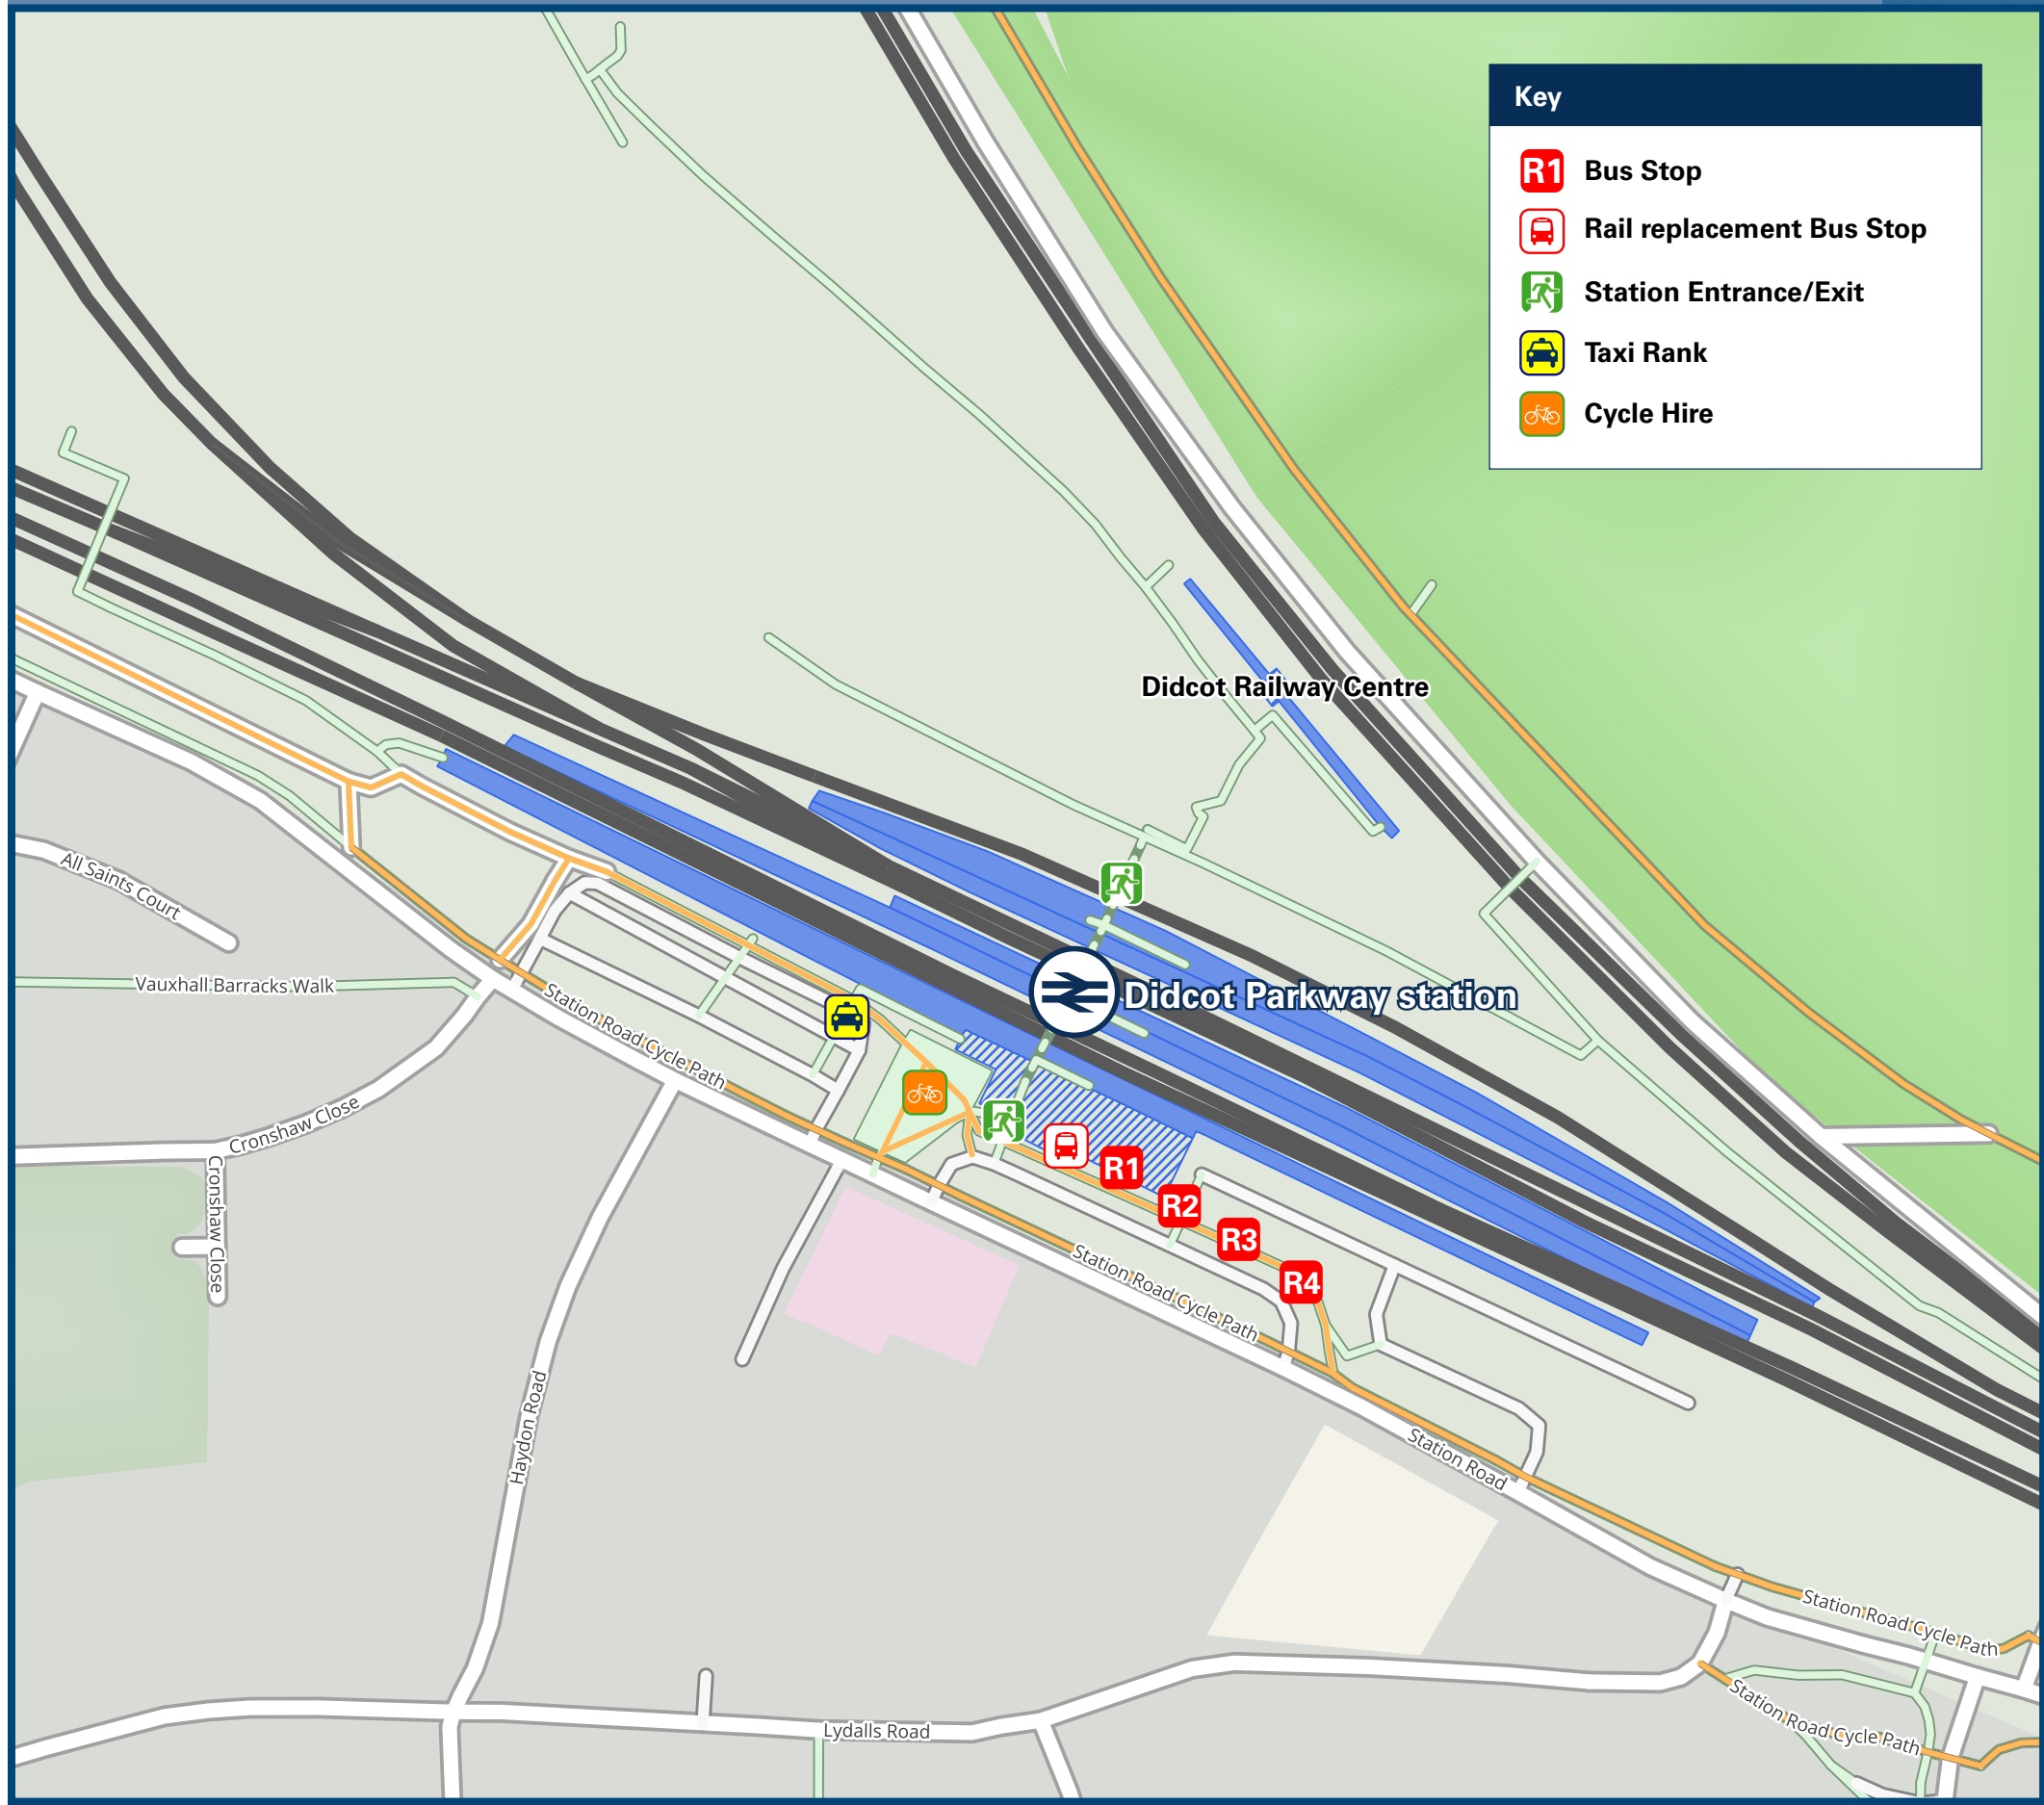 Key
R1 Bus Stop
Rail replacement Bus Stop
Station Entrance/Exit
Taxi Rank
Cycle Hire
Didcot Railway Centre
All Saints Court
Vauxhall Barracks Walk
Didcot Parkway station
Station Road Cycle Path
Cronshaw Close
Cronshaw Close
R1
R2
R3
R4
Station Road Cycle Path
Haydon Road
Station Road
Station Road Cycle Path
Lydalls Road
Station Road Cycle Path